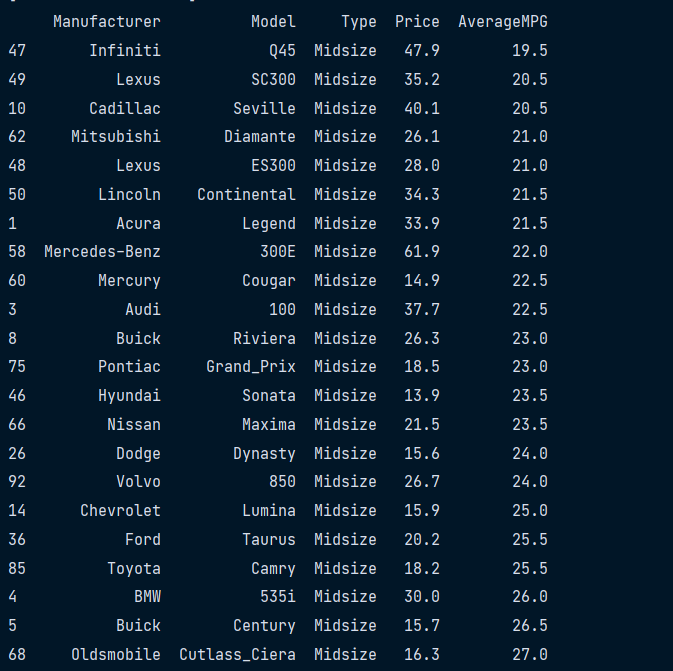 Manufacturer Model Type Price AverageMPG
47 Infiniti Q45 Midsize 47.9 19.5
49 Lexus SC300 Midsize 35.2 20.5
10 Cadillac Seville Midsize 40.1 20.5
62 Mitsubishi Diamante Midsize 26.1 21.0
48 Lexus ES300 Midsize 28.0 21.0
50 Lincoln Continental Midsize 34.3 21.5
1 Acura Legend Midsize 33.9 21.5
58 Mercedes-Benz 300E Midsize 61.9 22.0
60 Mercury Cougar Midsize 14.9 22.5
3 Audi 100 Midsize 37.7 22.5
8 Buick Riviera Midsize 26.3 23.0
75 Pontiac Grand_Prix Midsize 18.5 23.0
46 Hyundai Sonata Midsize 13.9 23.5
66 Nissan Maxima Midsize 21.5 23.5
26 Dodge Dynasty Midsize 15.6 24.0
92 Volvo 850 Midsize 26.7 24.0
14 Chevrolet Lumina Midsize 15.9 25.0
36 Ford Taurus Midsize 20.2 25.5
85 Toyota Camry Midsize 18.2 25.5
4 BMW 535i Midsize 30.0 26.0
5 Buick Century Midsize 15.7 26.5
68 Oldsmobile Cutlass_Ciera Midsize 16.3 27.0